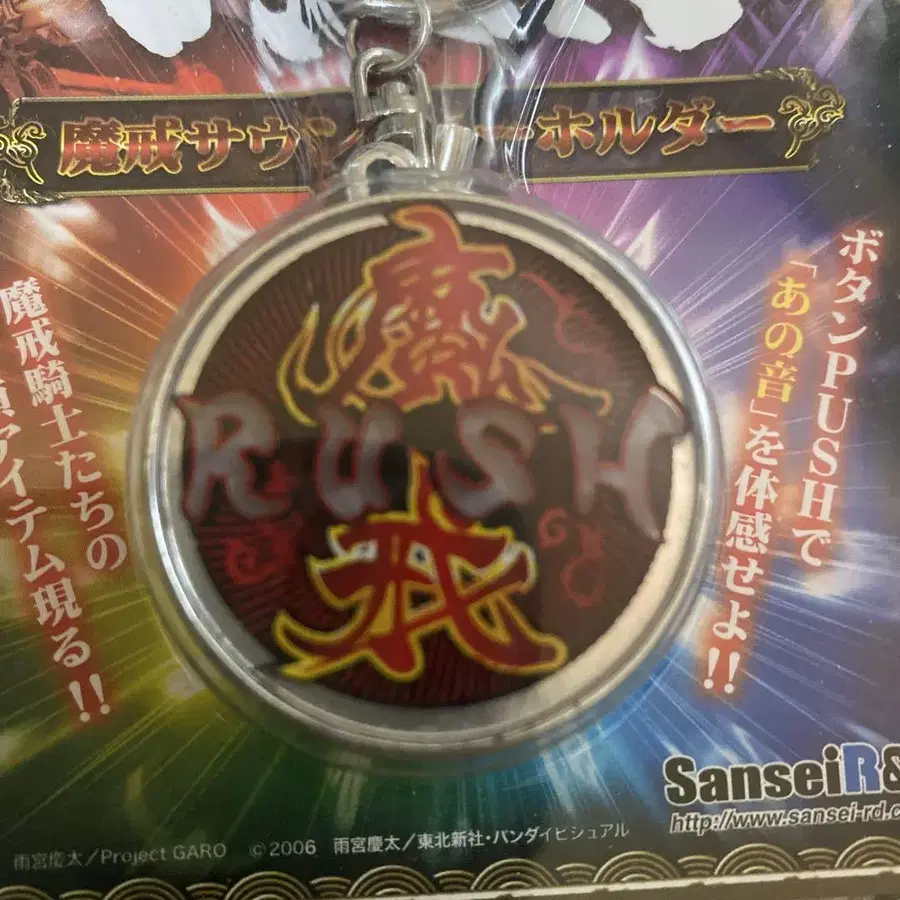 魔戒サウン ーホルダー
魔
RUSH
戒
ボタンPUSHで
「あの音」を体感せよ!!
魔戒騎士たちの
アイテム現る!!
SanseiR&
http://www.sansei-rd.c
雨宮慶太/Project GARO ©2006 雨宮慶太/東北新社・バンダイビジュアル